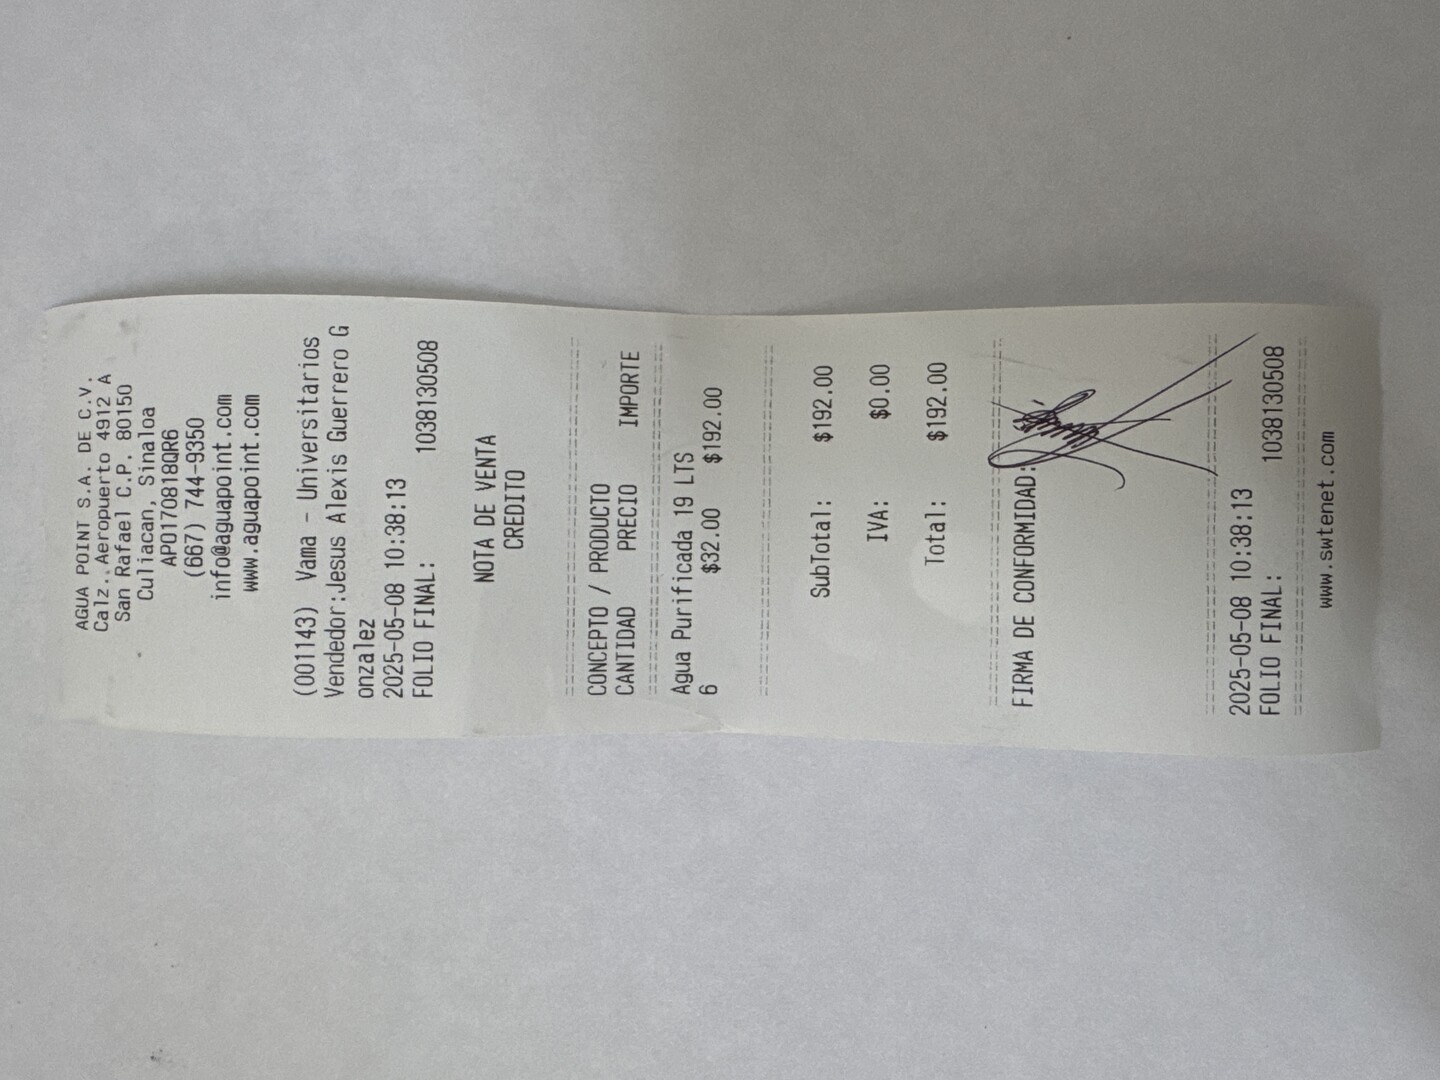 AGUA POINT S.A. DE C.V.
Calz..Aeropuerto 4912 A
San Rafael C.P. 80150
Culiacan, Sinaloa
APO170818QR6
(667) 744-9350
info@aguapoint.com
www.aguapoint.com
(001143) Vama - Universitarios
Vendedor:Jesus Alexis Guerrero G
onzalez
2025-05-08 10:38:13
FOLIO FINAL: 1038130508
NOTA DE VENTA
CREDITO
CONCEPTO / PRODUCTO
CANTIDAD PRECIO IMPORTE
Agua Purificada 19 LTS
6 $32.00 $192.00
SubTotal: $192.00
IVA: $0.00
Total: $192.00
FIRMA DE CONFORMIDAD:
2025-05-08 10:38:13
FOLIO FINAL: 1038130508
www.swtenet.com